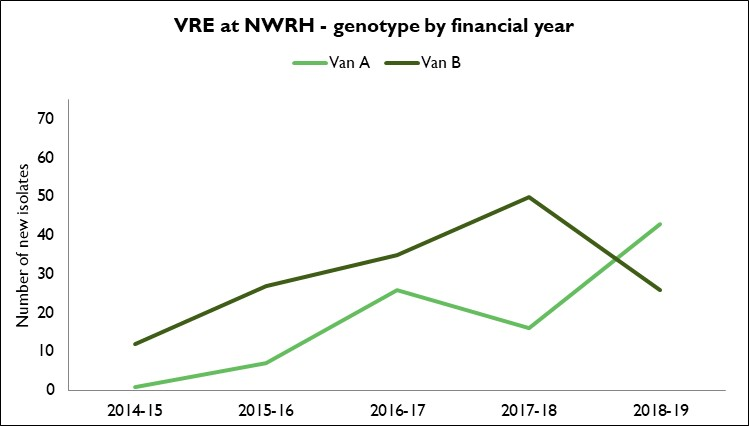 VRE at NWRH - genotype by financial year
Van A Van B
Number of new isolates
70
60
50
40
30
20
10
0
2014-15 2015-16 2016-17 2017-18 2018-19